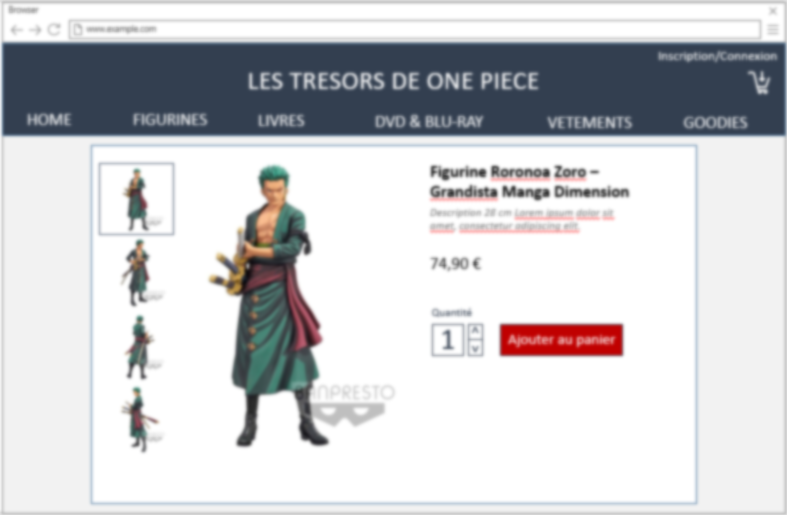 Browser
www.example.com
Inscription/Connexion
LES TRESORS DE ONE PIECE
HOME FIGURINES LIVRES DVD & BLU-RAY VETEMENTS GOODIES
Figurine Roronoa Zoro –
Grandista Manga Dimension
Description 28 cm Lorem ipsum dolor sit
amet, consectetur adipiscing elit.
74,90 €
Quantité
1
Ajouter au panier
BANPRESTO